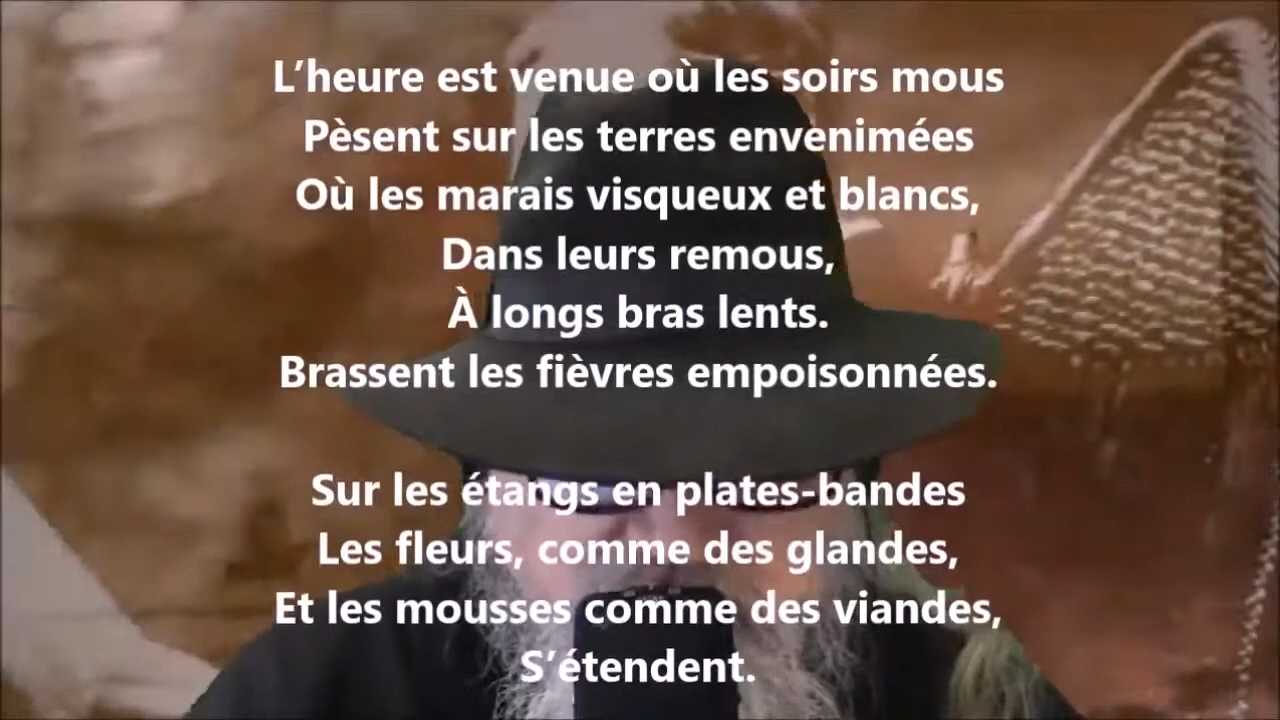 L’heure est venue où les soirs mous
Pèsent sur les terres envenimées
Où les marais visqueux et blancs,
Dans leurs remous,
À longs bras lents.
Brassent les fièvres empoisonnées.
Sur les étangs en plates-bandes
Les fleurs, comme des glandes,
Et les mousses comme des viandes,
S’étendent.